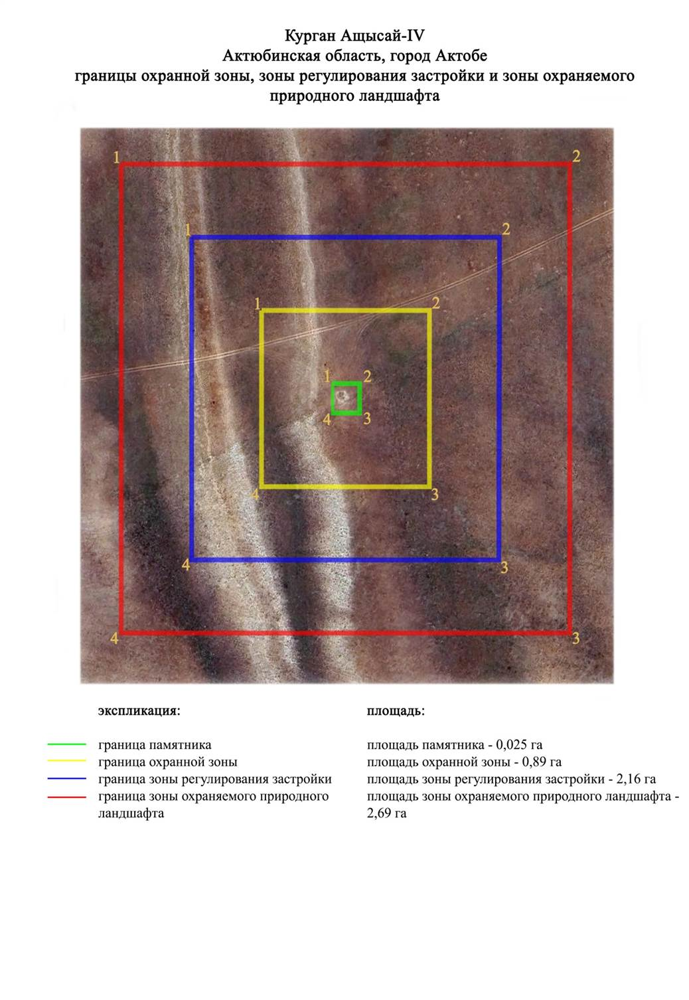 Курган Ащысай-IV
Актюбинская область, город Актобе
границы охранной зоны, зоны регулирования застройки и зоны охраняемого
природного ландшафта
1
2
1
2
1
2
1
2
4
3
4
3
4
3
4
3
экспликация:
площадь:
граница памятника
площадь памятника - 0,025 га
граница охранной зоны
площадь охранной зоны - 0,89 га
граница зоны регулирования застройки
площадь зоны регулирования застройки - 2,16 га
граница зоны охраняемого природного
ландшафта
площадь зоны охраняемого природного ландшафта -
2,69 га